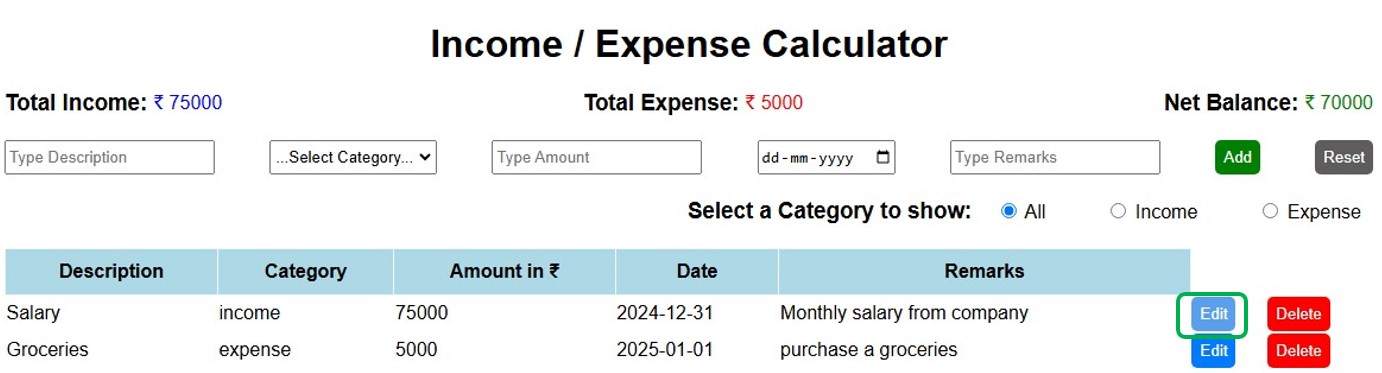 Income / Expense Calculator
Total Income: ₹ 75000 Total Expense: ₹ 5000 Net Balance: ₹ 70000
Type Description ...Select Category... Type Amount dd-mm-yyyy Type Remarks Add Reset
Select a Category to show: All Income Expense
Description Category Amount in ₹ Date Remarks
Salary income 75000 2024-12-31 Monthly salary from company Edit Delete
Groceries expense 5000 2025-01-01 purchase a groceries Edit Delete